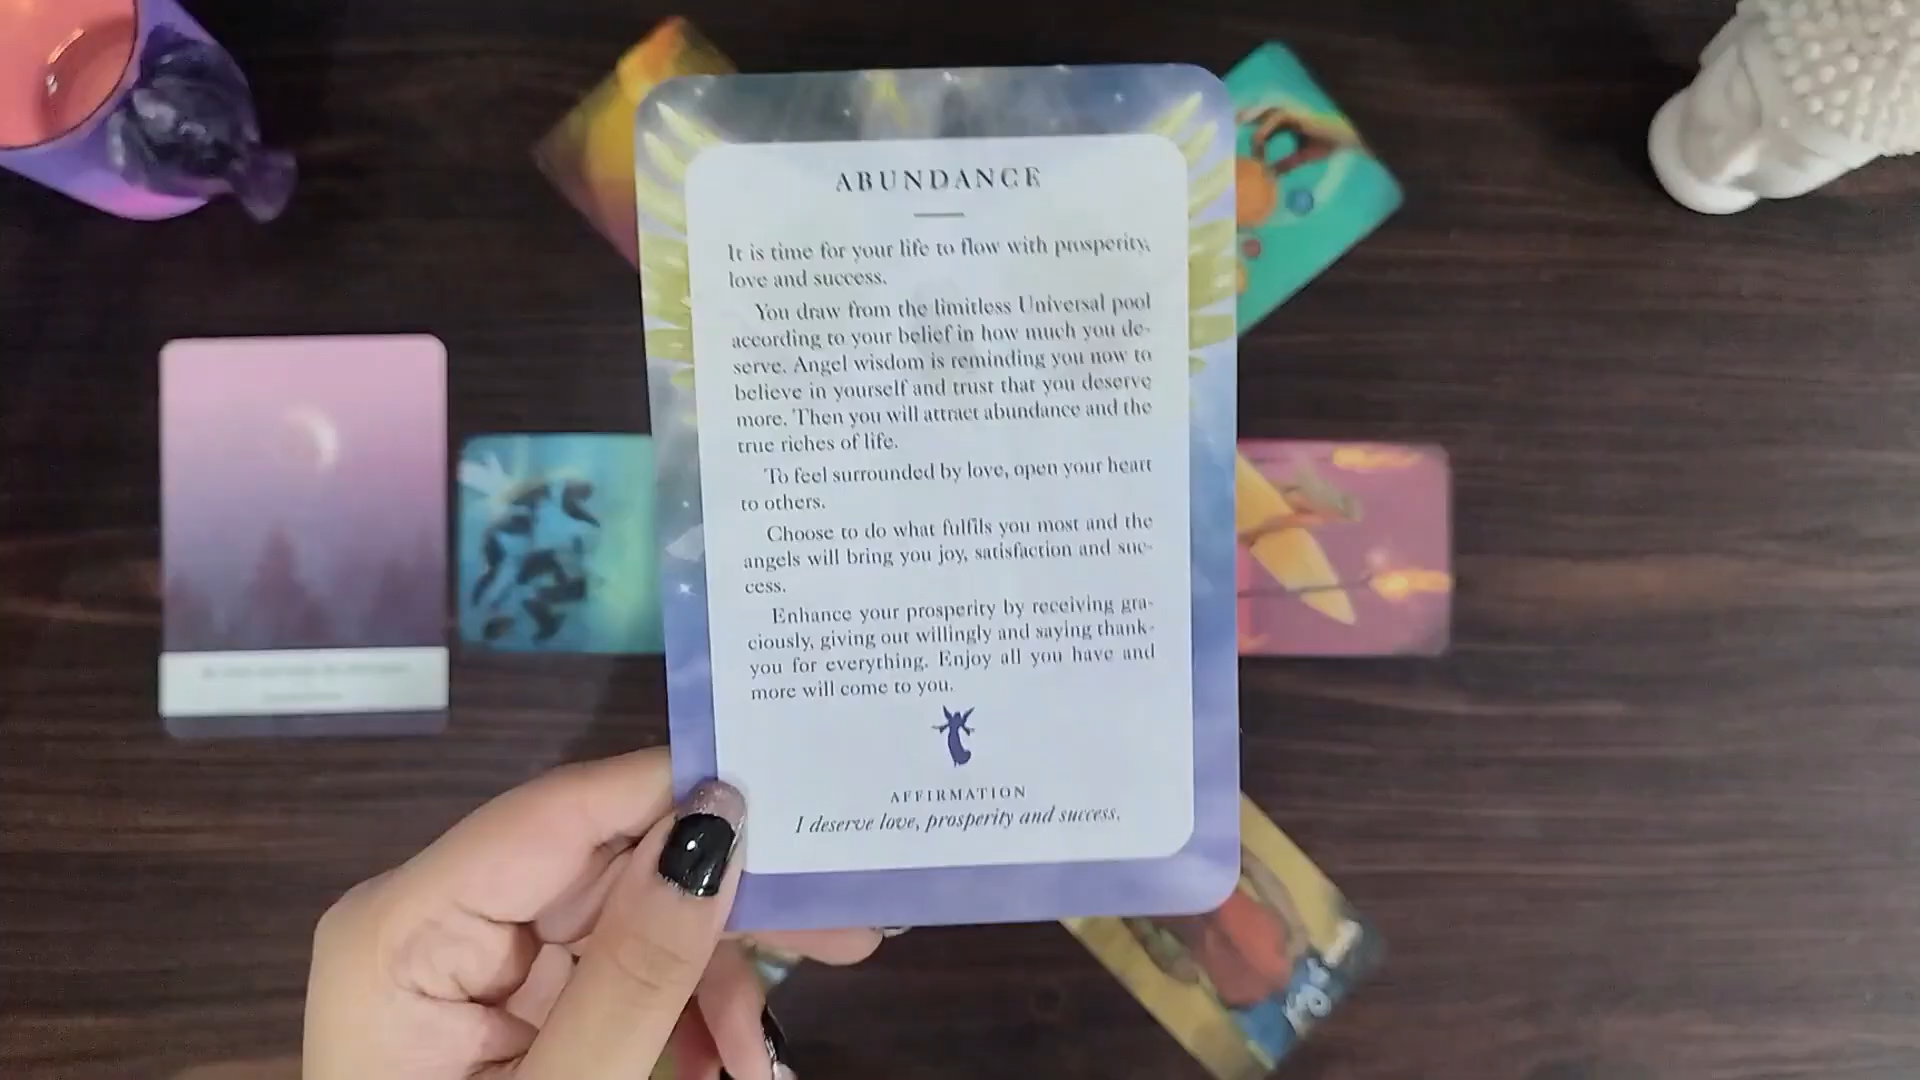 ABUNDANCE
It is time for your life to flow with prosperity,
love and success.
You draw from the limitless Universal pool
according to your belief in how much you de-
serve. Angel wisdom is reminding you now to
believe in yourself and trust that you deserve
more. Then you will attract abundance and the
true riches of life.
To feel surrounded by love, open your heart
to others.
Choose to do what fulfils you most and the
angels will bring you joy, satisfaction and suc-
cess.
Enhance your prosperity by receiving gra-
ciously, giving out willingly and saying thank-
you for everything. Enjoy all you have and
more will come to you.
AFFIRMATION
I deserve love, prosperity and success.